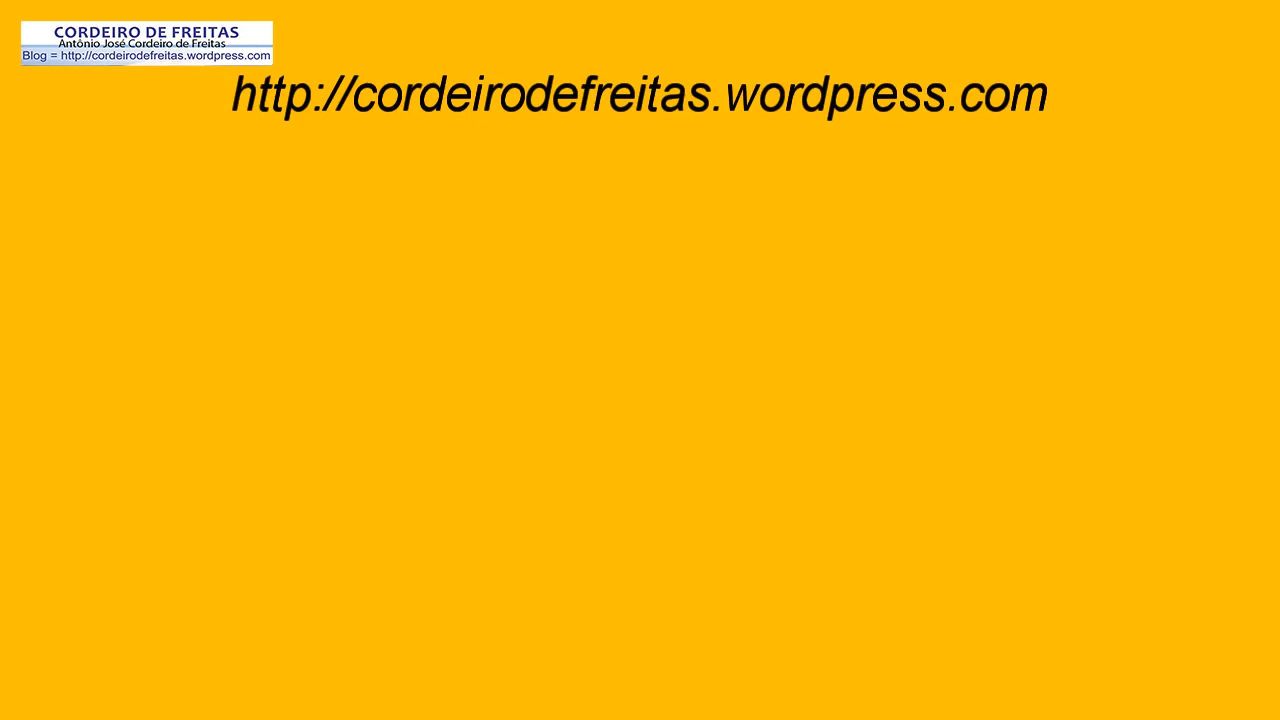 CORDEIRO DE FREITAS
Antônio José Cordeiro de Freitas
Blog = http://cordeirodefreitas.wordpress.com
http://cordeirodefreitas.wordpress.com